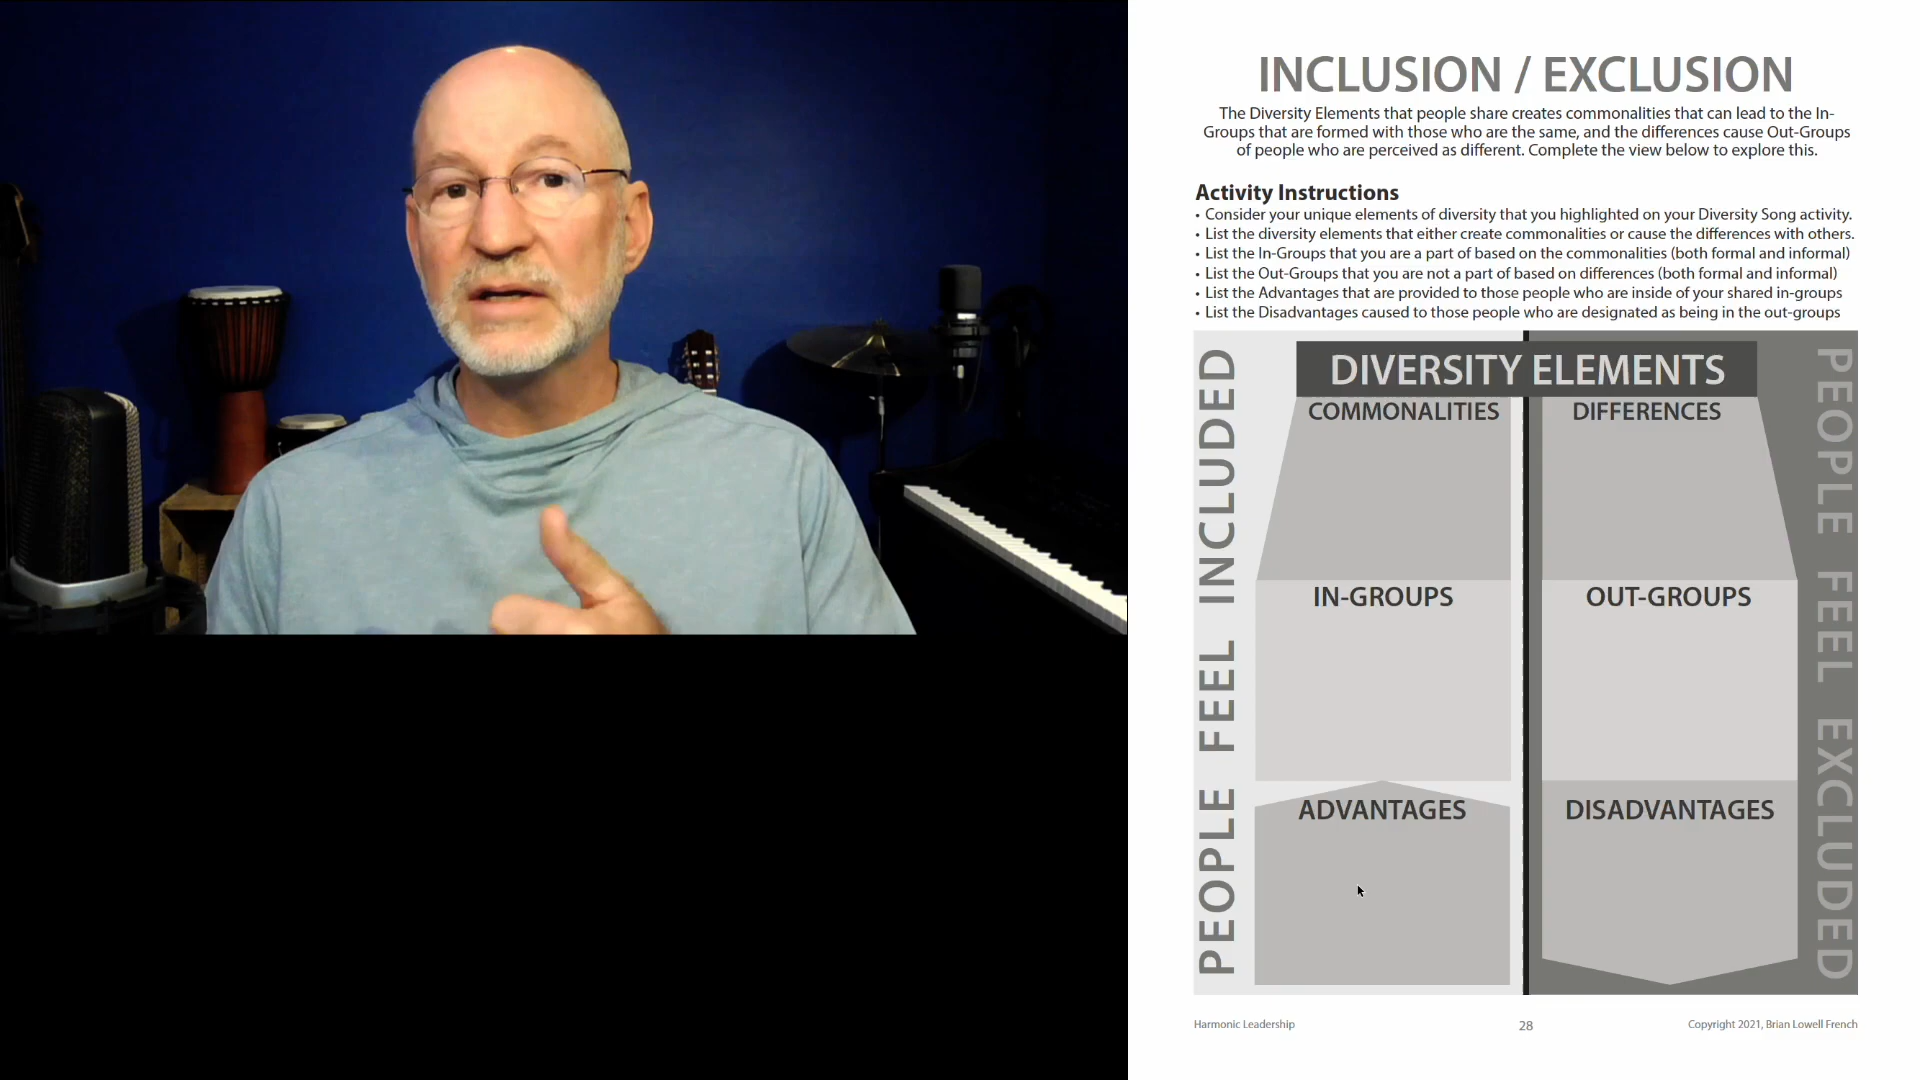 INCLUSION / EXCLUSION
The Diversity Elements that people share creates commonalities that can lead to the In-
Groups that are formed with those who are the same, and the differences cause Out-Groups
of people who are perceived as different. Complete the view below to explore this.
Activity Instructions
• Consider your unique elements of diversity that you highlighted on your Diversity Song activity.
• List the diversity elements that either create commonalities or cause the differences with others.
• List the In-Groups that you are a part of based on the commonalities (both formal and informal)
• List the Out-Groups that you are not a part of based on differences (both formal and informal)
• List the Advantages that are provided to those people who are inside of your shared in-groups
• List the Disadvantages caused to those people who are designated as being in the out-groups
PEOPLE FEEL INCLUDED
DIVERSITY ELEMENTS
COMMONALITIES
DIFFERENCES
IN-GROUPS
OUT-GROUPS
ADVANTAGES
DISADVANTAGES
PEOPLE FEEL EXCLUDED
Harmonic Leadership
28
Copyright 2021, Brian Lowell French